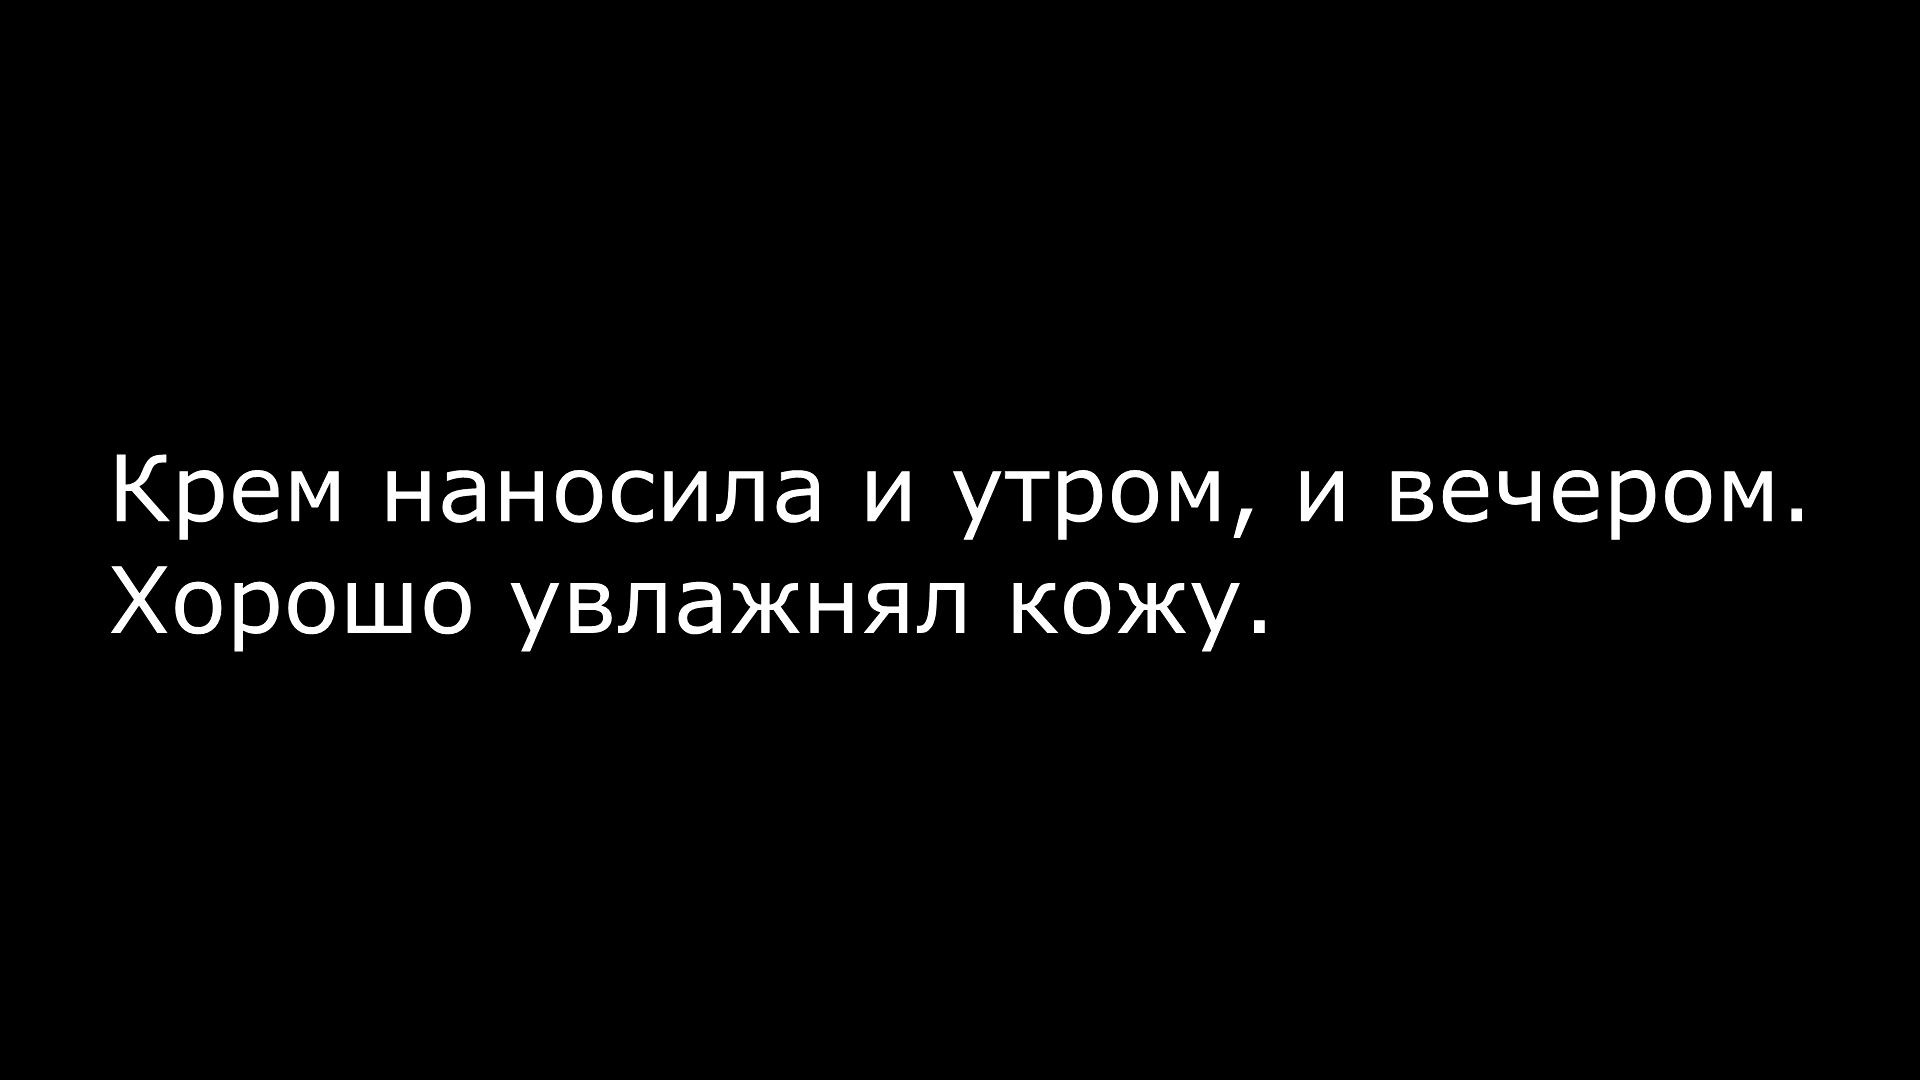 Крем наносила и утром, и вечером.
Хорошо увлажнял кожу.